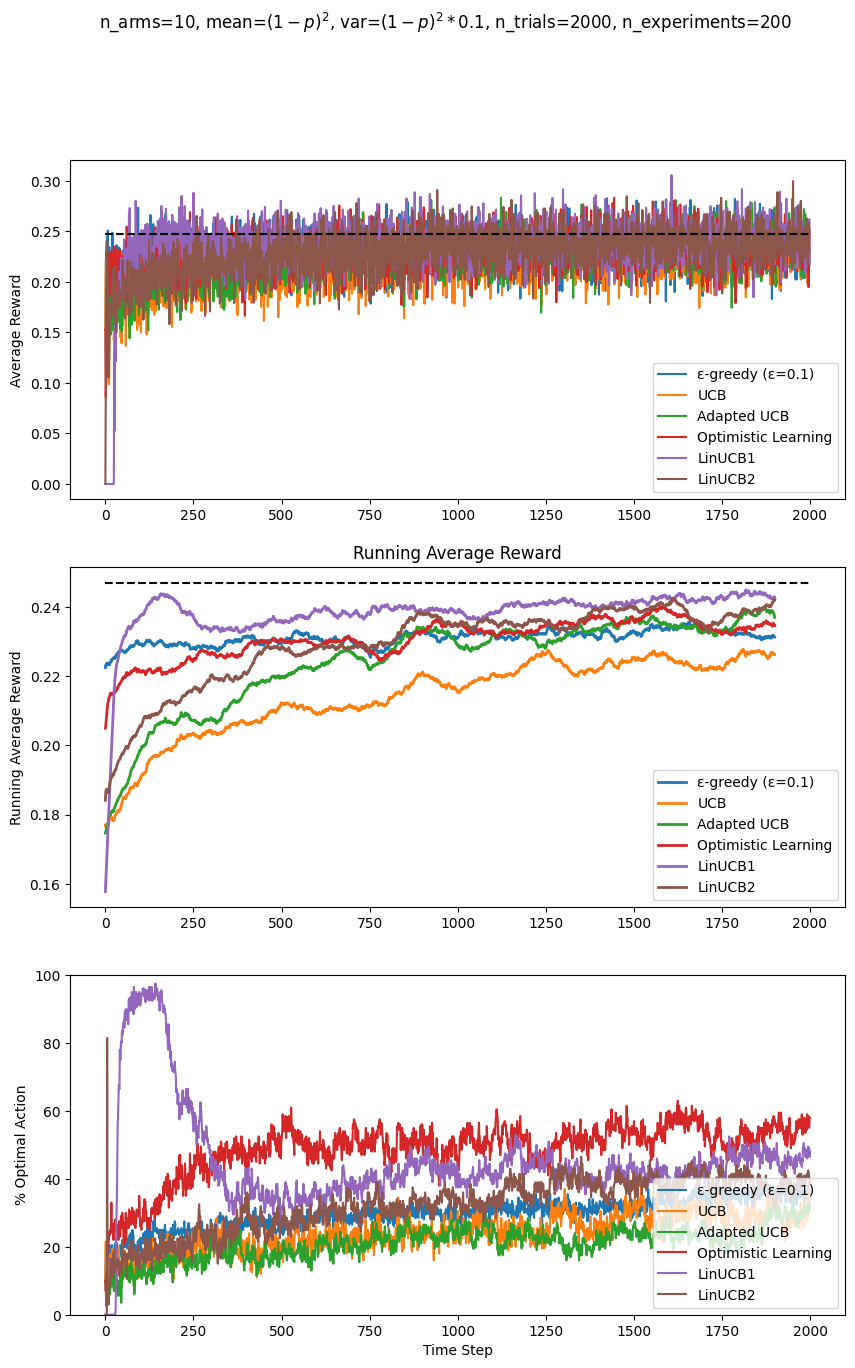 n_arms=10, mean=$(1-p)^2$, var=$(1-p)^2*0.1$, n_trials=2000, n_experiments=200
0.30
0.25
0.20
0.15
0.10
0.05
0.00
Average Reward
ε-greedy (ε=0.1)
UCB
Adapted UCB
Optimistic Learning
LinUCB1
LinUCB2
0 250 500 750 1000 1250 1500 1750 2000
Running Average Reward
0.24
0.22
0.20
0.18
0.16
Running Average Reward
ε-greedy (ε=0.1)
UCB
Adapted UCB
Optimistic Learning
LinUCB1
LinUCB2
0 250 500 750 1000 1250 1500 1750 2000
100
80
60
40
20
0
% Optimal Action
ε-greedy (ε=0.1)
UCB
Adapted UCB
Optimistic Learning
LinUCB1
LinUCB2
0 250 500 750 1000 1250 1500 1750 2000
Time Step